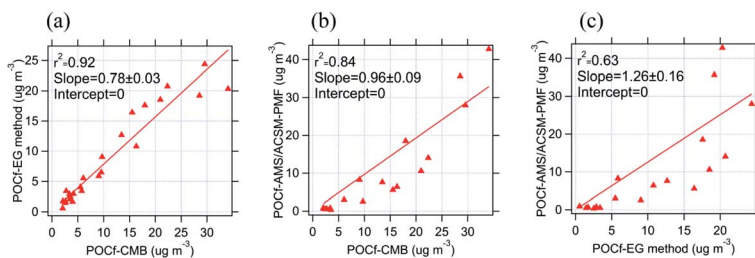 (a)
POCf-EG method (ug m⁻³)
25
20
15
10
5
0
r²=0.92
Slope=0.78±0.03
Intercept=0
0 5 10 15 20 25 30
POCf-CMB (ug m⁻³)
(b)
POCf-AMS/ACSM-PMF (ug m⁻³)
40
30
20
10
0
r²=0.84
Slope=0.96±0.09
Intercept=0
0 5 10 15 20 25 30
POCf-CMB (ug m⁻³)
(c)
POCf-AMS/ACSM-PMF (ug m⁻³)
40
30
20
10
0
r²=0.63
Slope=1.26±0.16
Intercept=0
0 5 10 15 20
POCf-EG method (ug m⁻³)